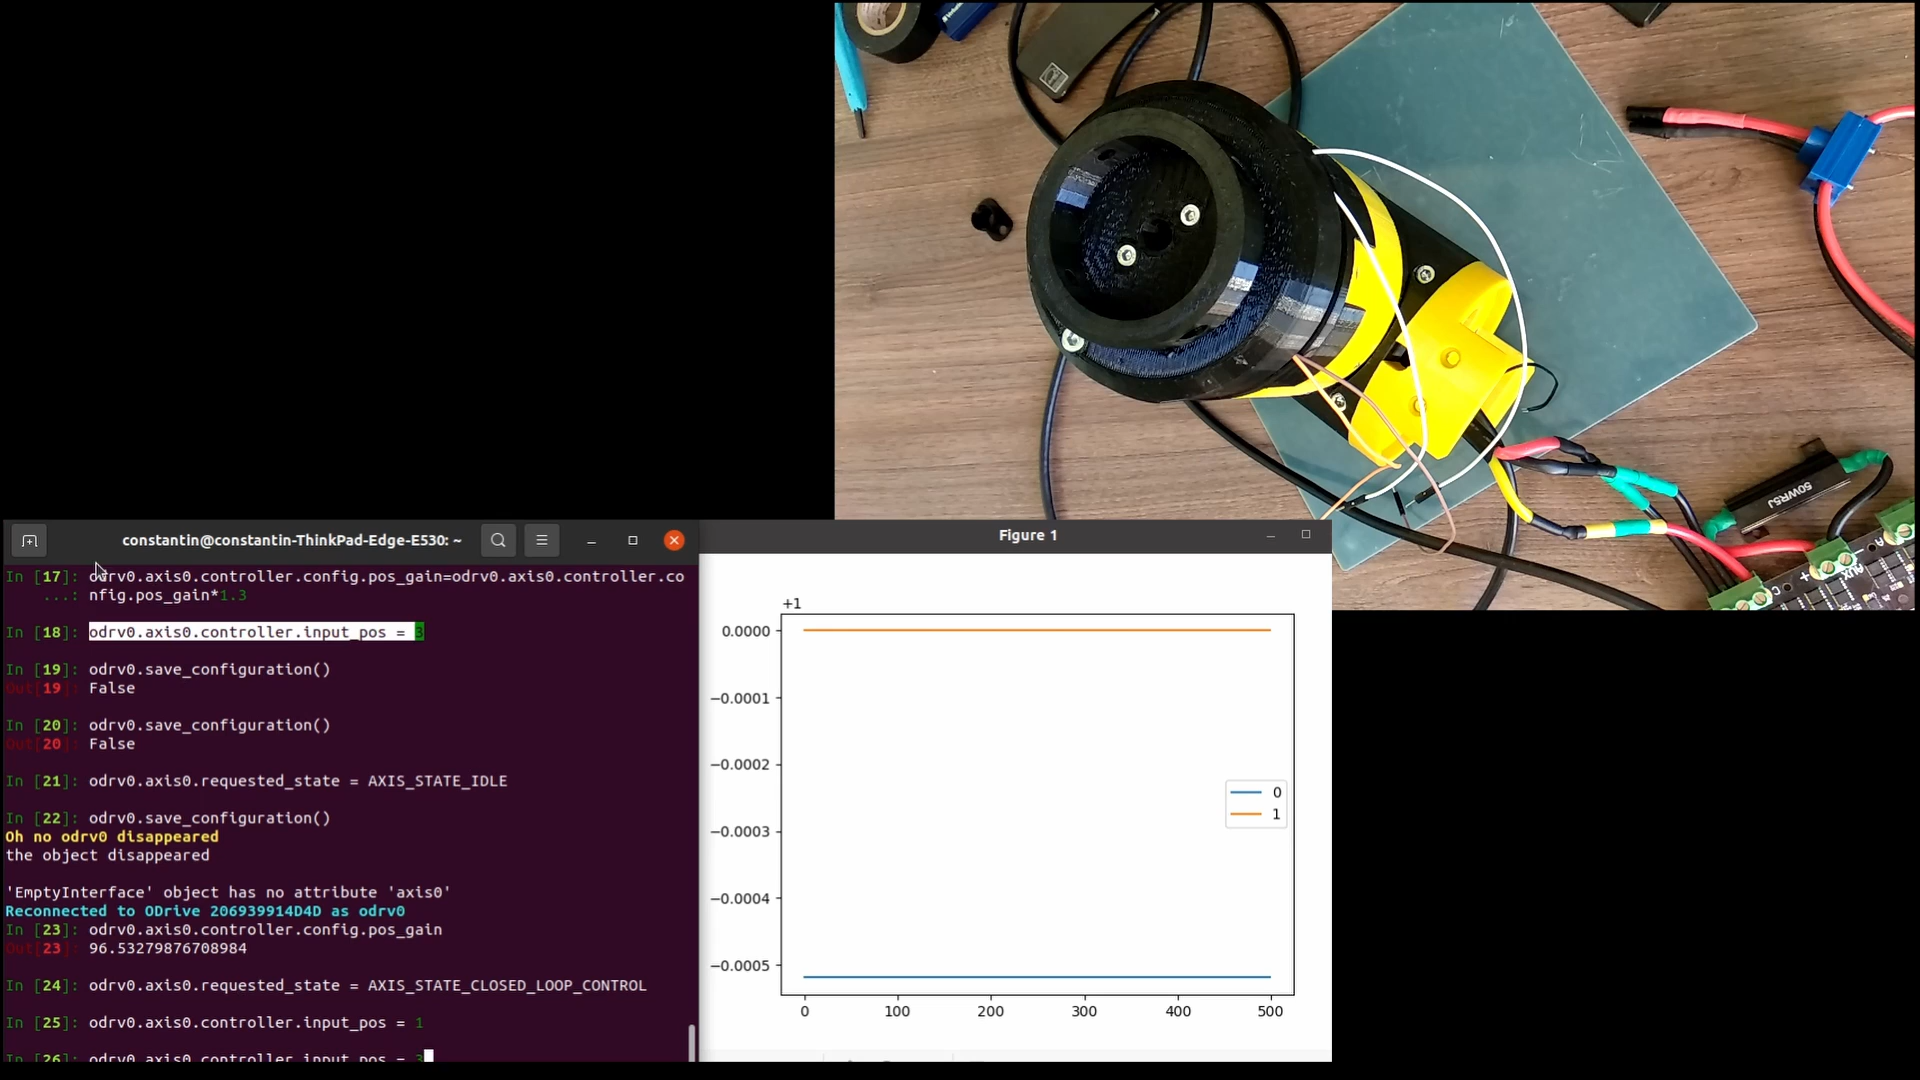 50WR5J
AUX
C
constantin@constantin-ThinkPad-Edge-E530: ~
In [17]: odrv0.axis0.controller.config.pos_gain=odrv0.axis0.controller.co
...: nfig.pos_gain*1.3
In [18]: odrv0.axis0.controller.input_pos = 3
In [19]: odrv0.save_configuration()
Out[19]: False
In [20]: odrv0.save_configuration()
Out[20]: False
In [21]: odrv0.axis0.requested_state = AXIS_STATE_IDLE
In [22]: odrv0.save_configuration()
Oh no odrv0 disappeared
the object disappeared
'EmptyInterface' object has no attribute 'axis0'
Reconnected to ODrive 206939914D4D as odrv0
In [23]: odrv0.axis0.controller.config.pos_gain
Out[23]: 96.53279876708984
In [24]: odrv0.axis0.requested_state = AXIS_STATE_CLOSED_LOOP_CONTROL
In [25]: odrv0.axis0.controller.input_pos = 1
In [26]: odrv0.axis0.controller.input_pos = 3
Figure 1
+1
0.0000
−0.0001
−0.0002
−0.0003
−0.0004
−0.0005
0 100 200 300 400 500
0
1